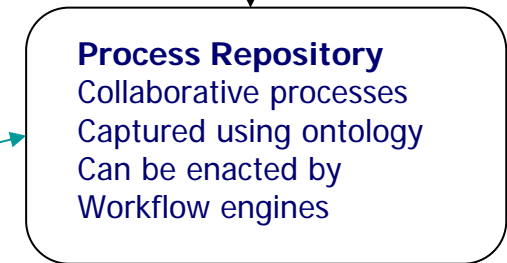 Process Repository
Collaborative processes
Captured using ontology
Can be enacted by
Workflow engines